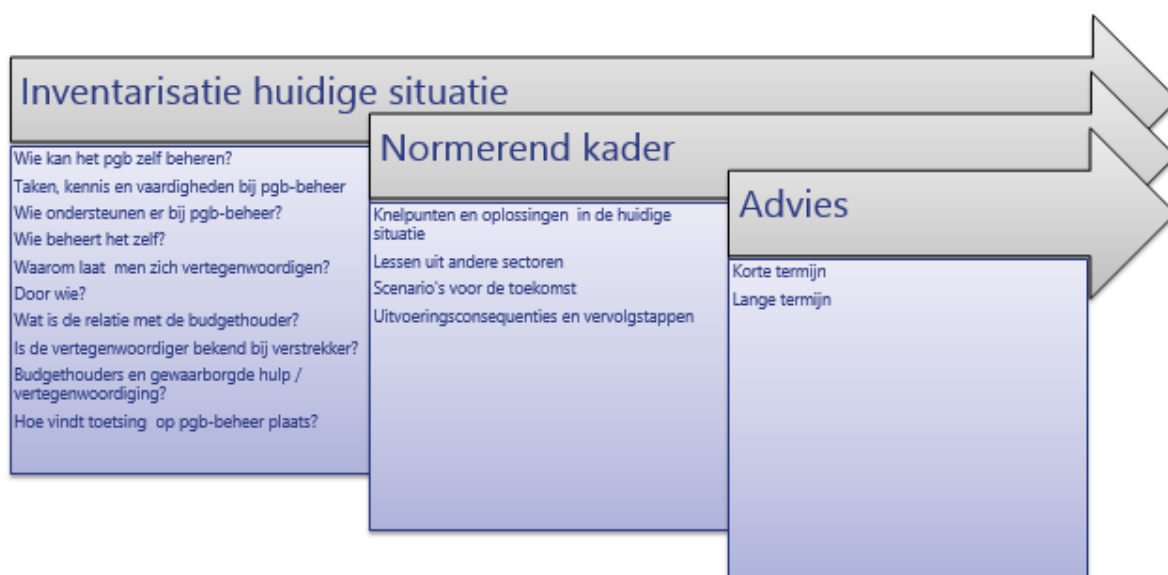 Inventarisatie huidige situatie
Wie kan het pgb zelf beheren?
Taken, kennis en vaardigheden bij pgb-beheer
Wie ondersteunen er bij pgb-beheer?
Wie beheert het zelf?
Waarom laat men zich vertegenwoordigen?
Door wie?
Wat is de relatie met de budgethouder?
Is de vertegenwoordiger bekend bij verstrekker?
Budgethouders en gewaarborgde hulp /
vertegenwoordiging?
Hoe vindt toetsing op pgb-beheer plaats?
Normerend kader
Knelpunten en oplossingen in de huidige
situatie
Lessen uit andere sectoren
Scenario's voor de toekomst
Uitvoeringsconsequenties en vervolgstappen
Advies
Korte termijn
Lange termijn